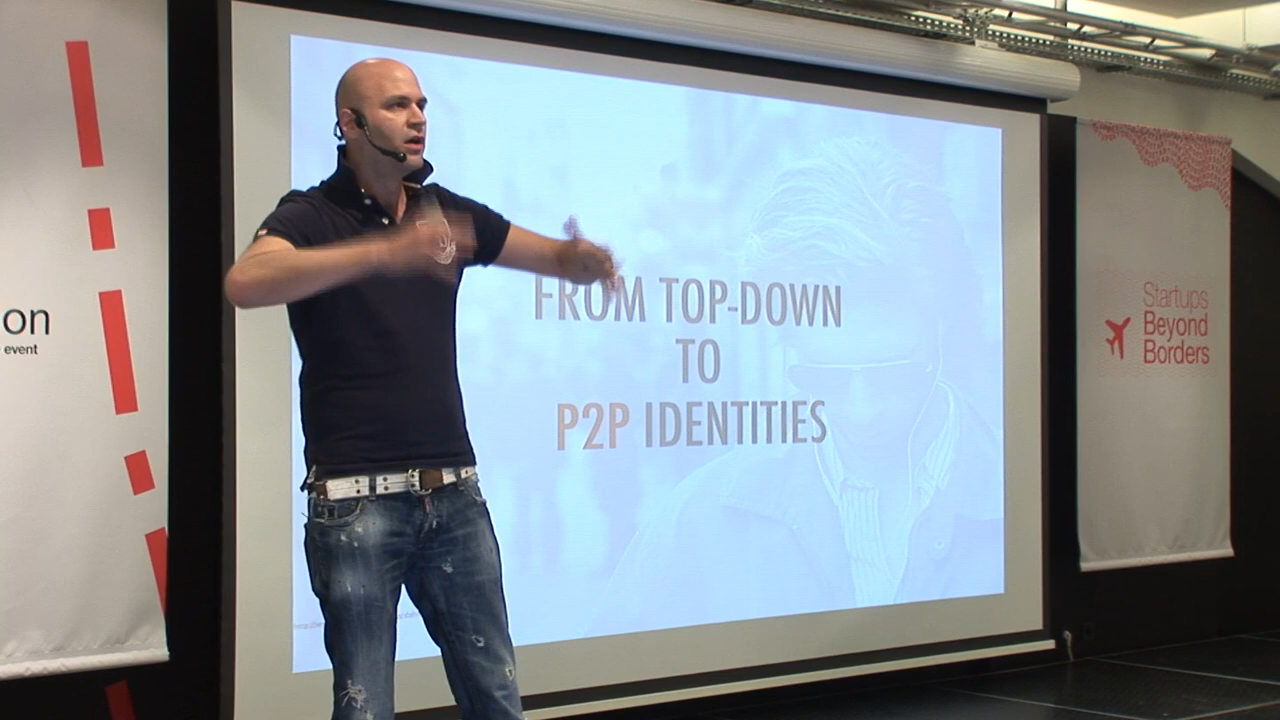 on
event
FROM TOP-DOWN
TO
P2P IDENTITIES
Startups
Beyond
Borders